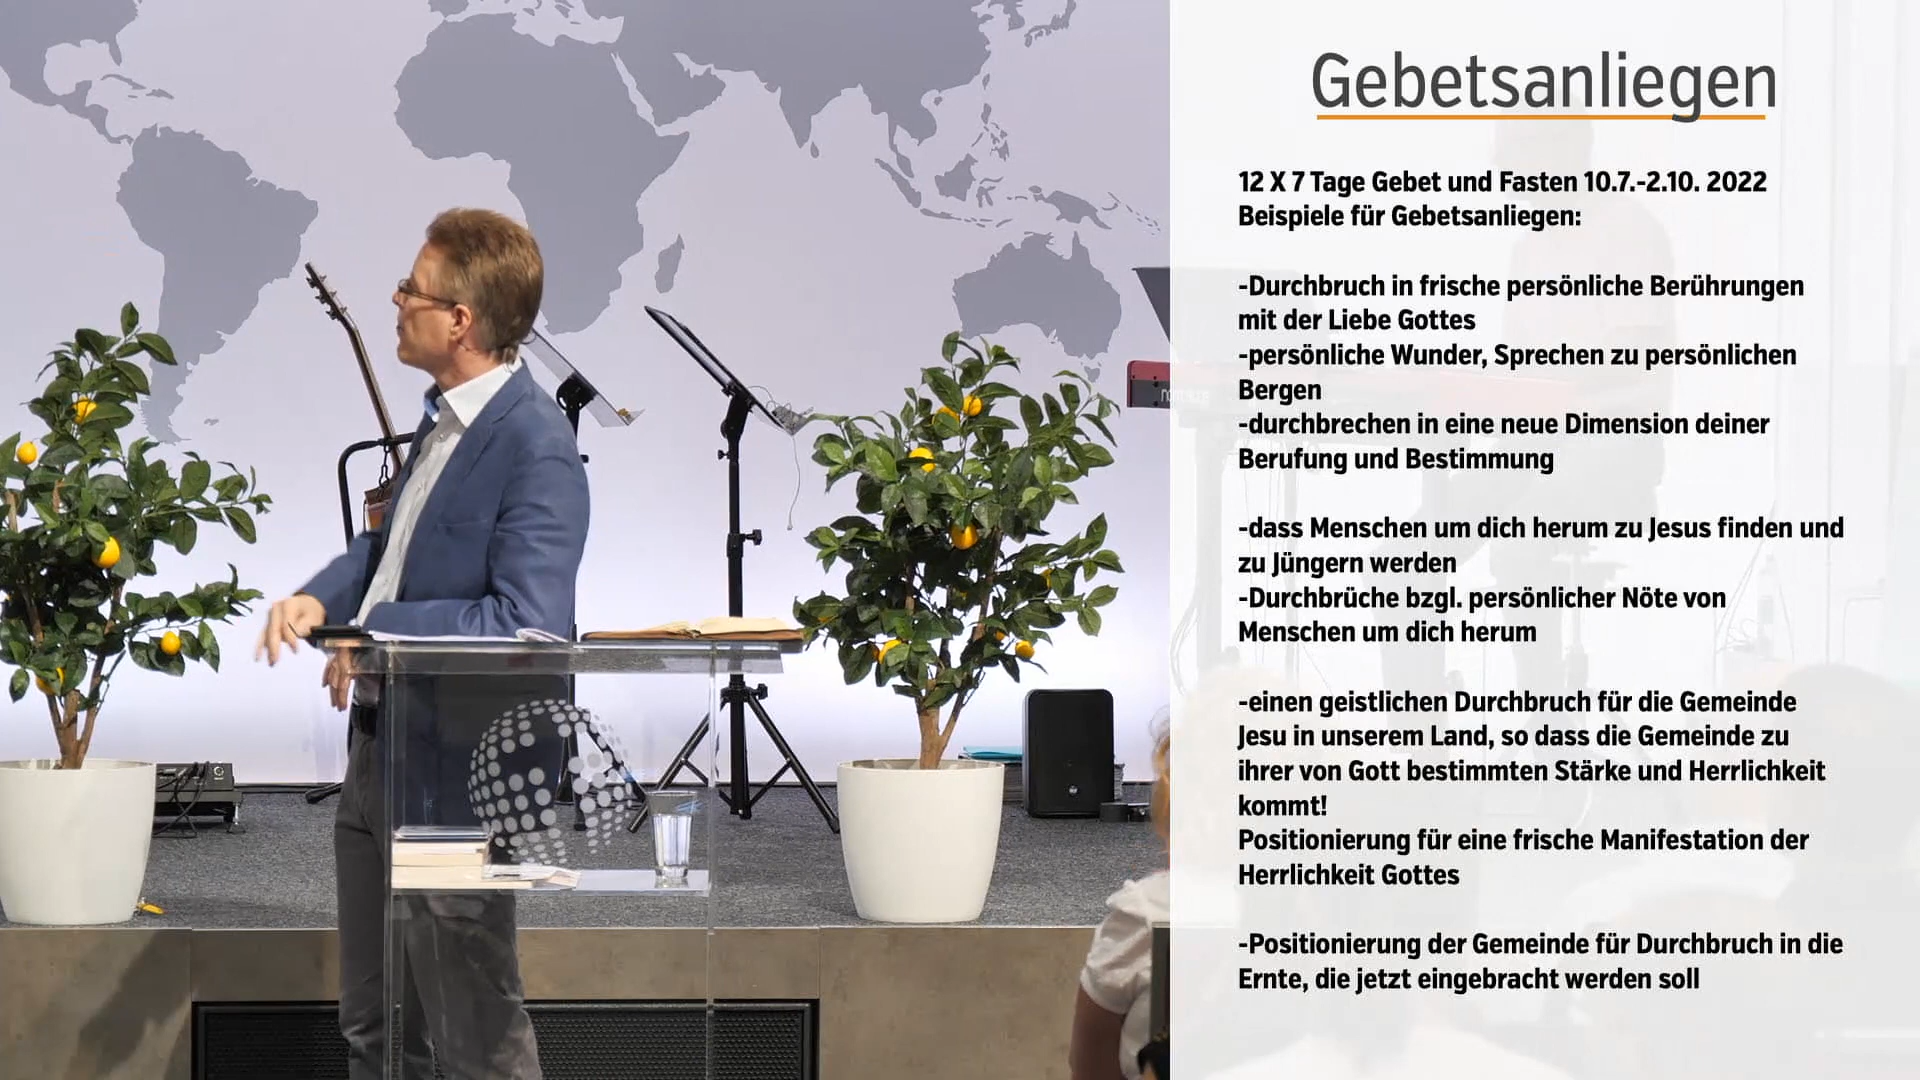 Gebetsanliegen
12 X 7 Tage Gebet und Fasten 10.7.-2.10. 2022
Beispiele für Gebetsanliegen:
-Durchbruch in frische persönliche Berührungen
mit der Liebe Gottes
-persönliche Wunder, Sprechen zu persönlichen
Bergen
-durchbrechen in eine neue Dimension deiner
Berufung und Bestimmung
-dass Menschen um dich herum zu Jesus finden und
zu Jüngern werden
-Durchbrüche bzgl. persönlicher Nöte von
Menschen um dich herum
-einen geistlichen Durchbruch für die Gemeinde
Jesu in unserem Land, so dass die Gemeinde zu
ihrer von Gott bestimmten Stärke und Herrlichkeit
kommt!
Positionierung für eine frische Manifestation der
Herrlichkeit Gottes
-Positionierung der Gemeinde für Durchbruch in die
Ernte, die jetzt eingebracht werden soll